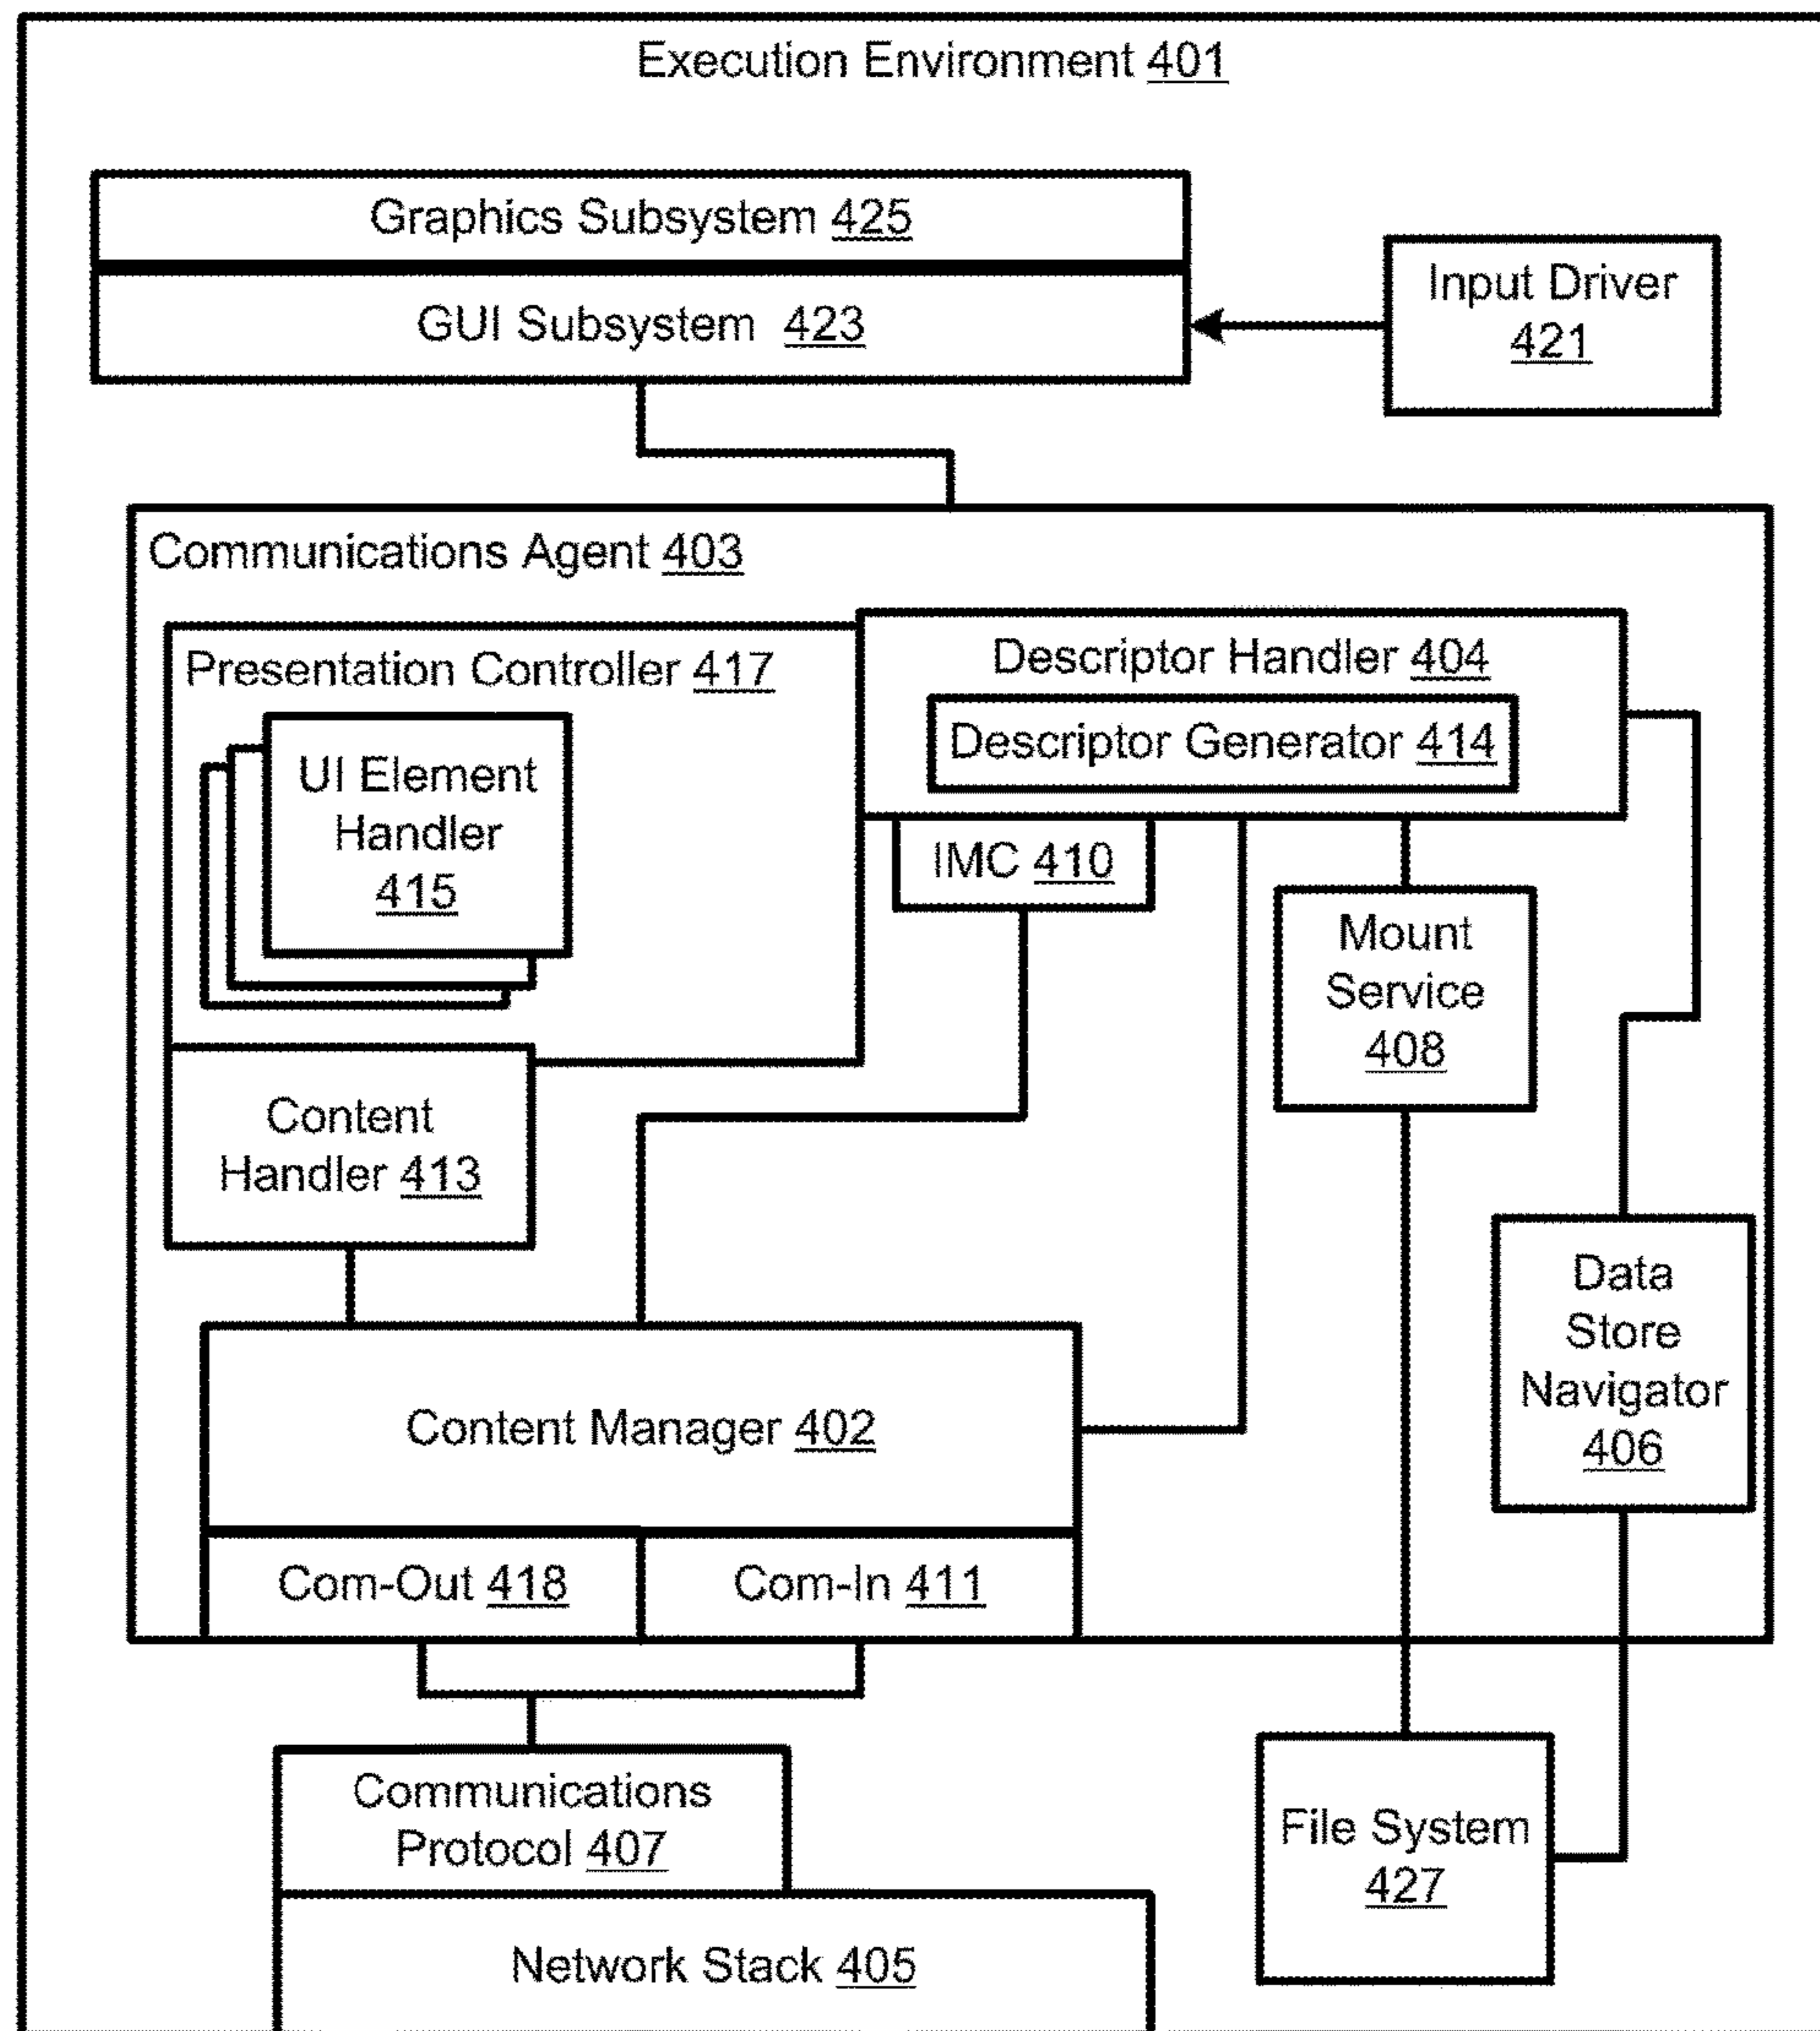 Execution Environment 401
Graphics Subsystem 425
GUI Subsystem 423
Input Driver
421
Communications Agent 403
Presentation Controller 417
UI Element
Handler
415
Descriptor Handler 404
Descriptor Generator 414
IMC 410
Mount
Service
408
Content
Handler 413
Data
Store
Navigator
406
Content Manager 402
Com-Out 418
Com-In 411
Communications
Protocol 407
File System
427
Network Stack 405